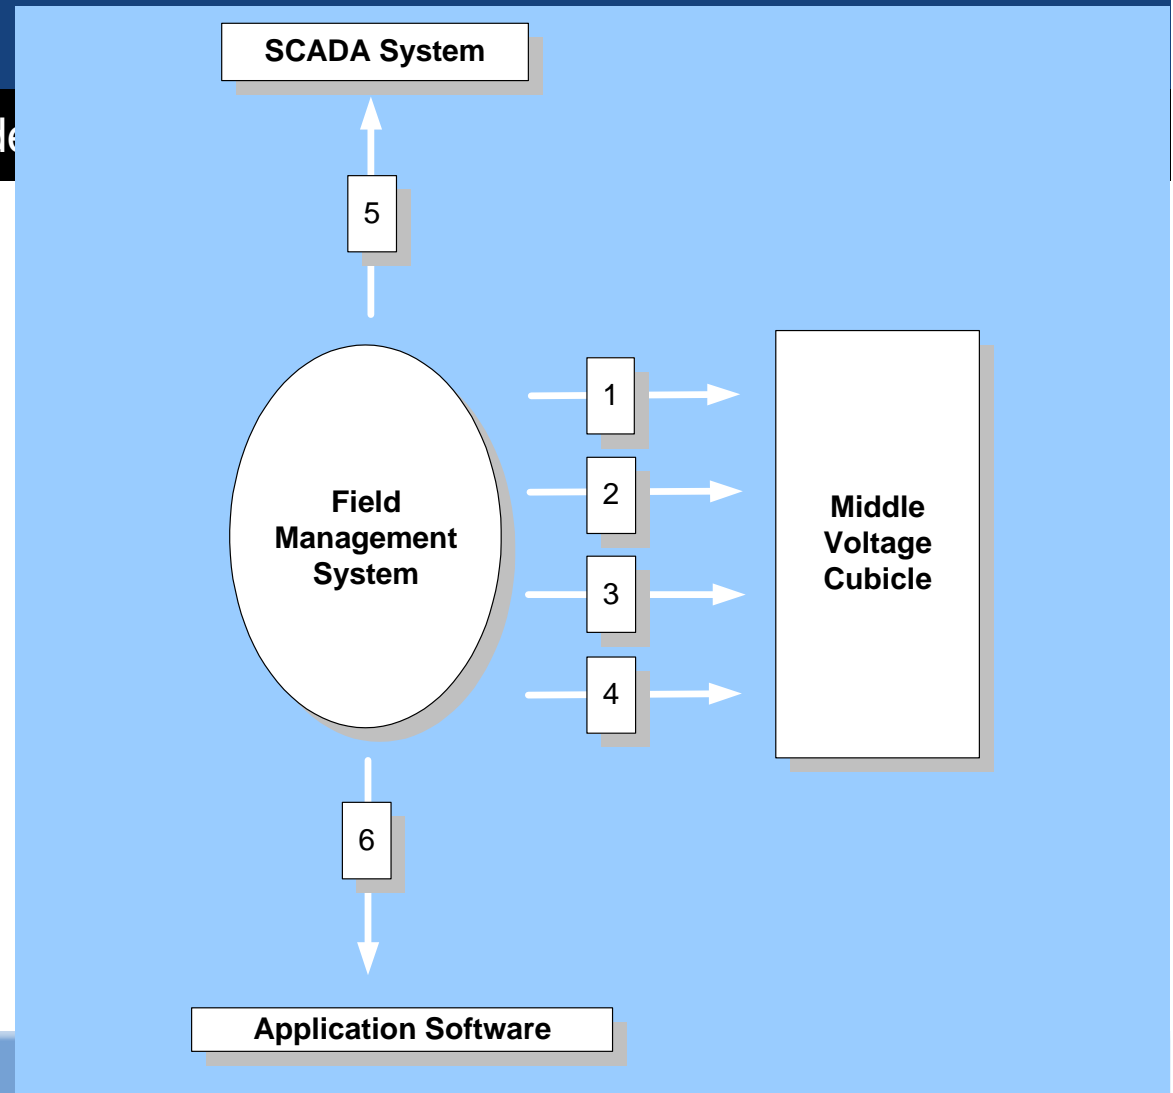 SCADA System
5
1
2
3
4
Field
Management
System
Middle
Voltage
Cubicle
6
Application Software